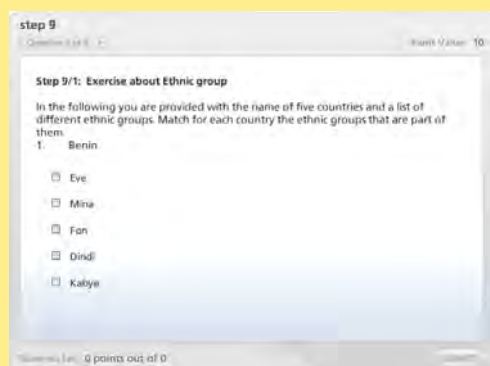 step 9
Point Value: 10
Step 9/1: Exercise about Ethnic group
In the following you are provided with the name of five countries and a list of
different ethnic groups. Match for each country the ethnic groups that are part of
them.
1. Benin
Eve
Mina
Fon
Dindi
Kabye
0 points out of 0